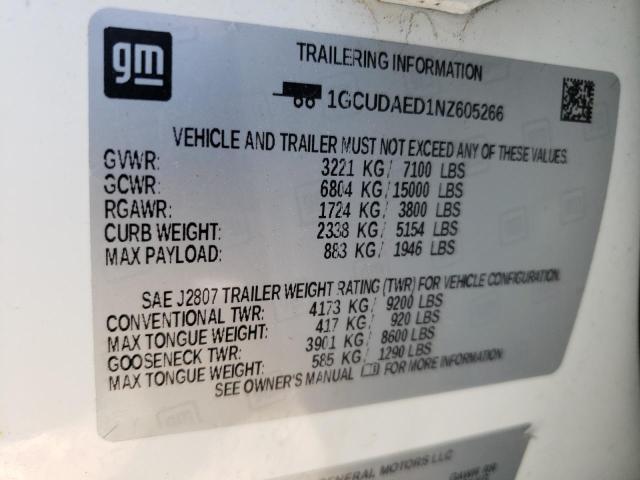 gm
TRAILERING INFORMATION
1GCUDAED1NZ605266
VEHICLE AND TRAILER MUST NOT EXCEED ANY OF THESE VALUES.
GVWR: 3221 KG/ 7100 LBS
GCWR: 6804 KG/ 15000 LBS
RGAWR: 1724 KG/ 3800 LBS
CURB WEIGHT: 2338 KG/ 5154 LBS
MAX PAYLOAD: 883 KG/ 1946 LBS
SAE J2807 TRAILER WEIGHT RATING (TWR) FOR VEHICLE CONFIGURATION.
CONVENTIONAL TWR: 4173 KG / 9200 LBS
MAX TONGUE WEIGHT: 417 KG/ 920 LBS
GOOSENECK TWR: 3901 KG/ 8600 LBS
MAX TONGUE WEIGHT: 585 KG/ 1290 LBS
SEE OWNER'S MANUAL FOR MORE INFORMATION
GENERAL MOTORS LLC
GAWR RR